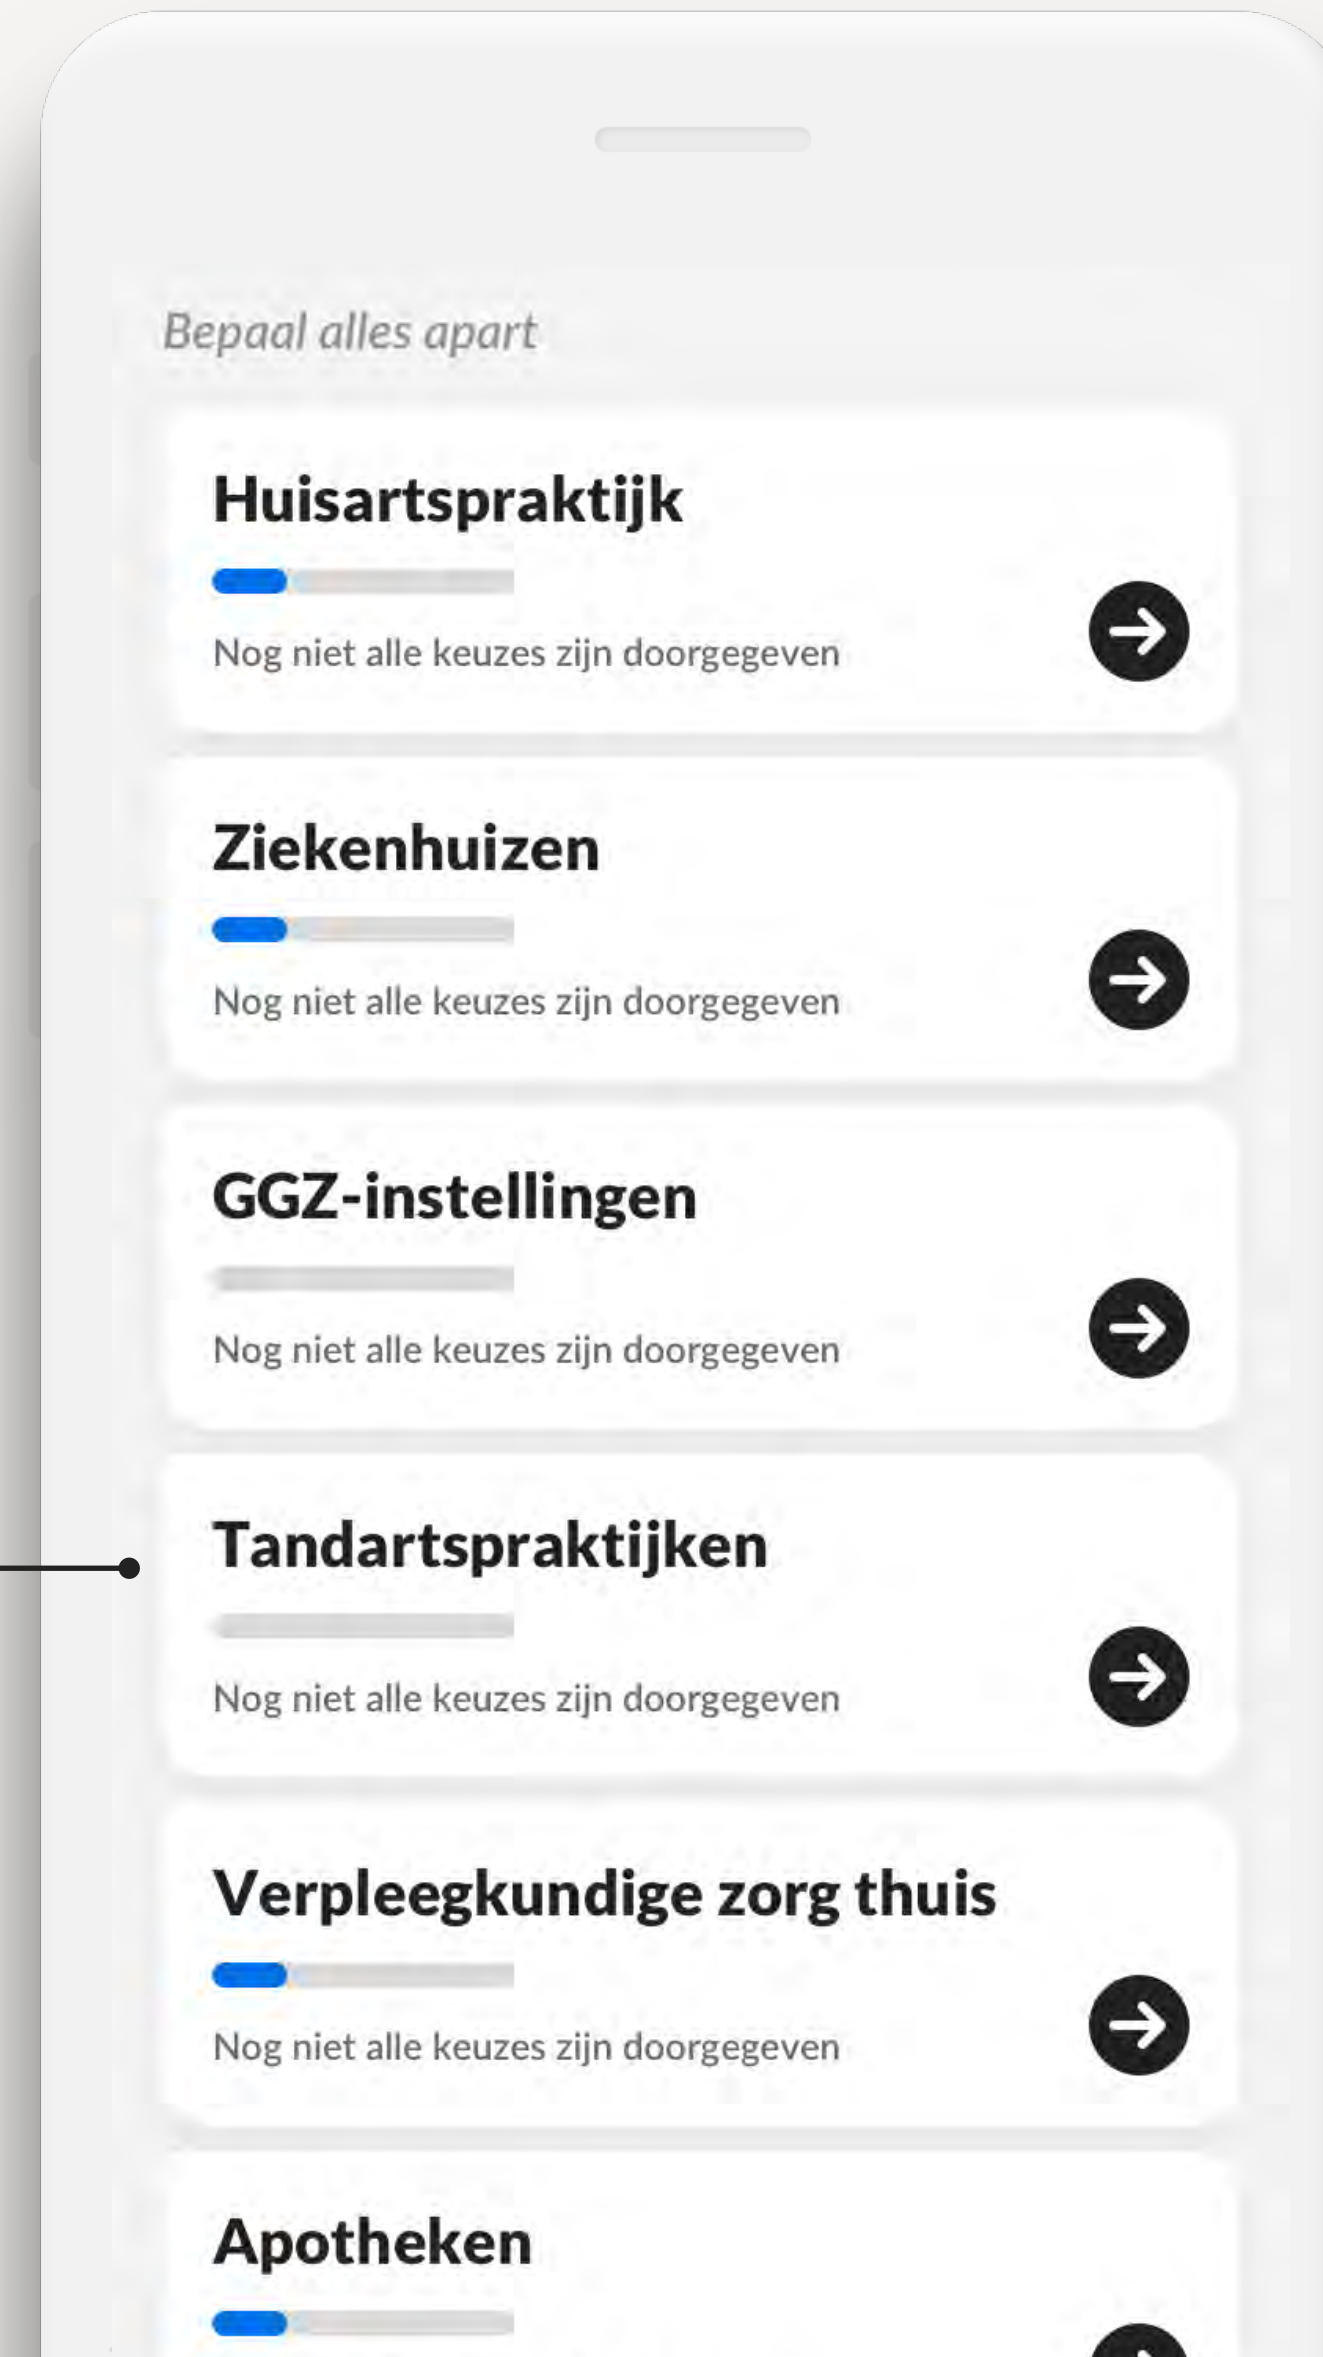 Bepaal alles apart
Huisartspraktijk
Nog niet alle keuzes zijn doorgegeven
Ziekenhuizen
Nog niet alle keuzes zijn doorgegeven
GGZ-instellingen
Nog niet alle keuzes zijn doorgegeven
Tandartspraktijken
Nog niet alle keuzes zijn doorgegeven
Verpleegkundige zorg thuis
Nog niet alle keuzes zijn doorgegeven
Apotheken